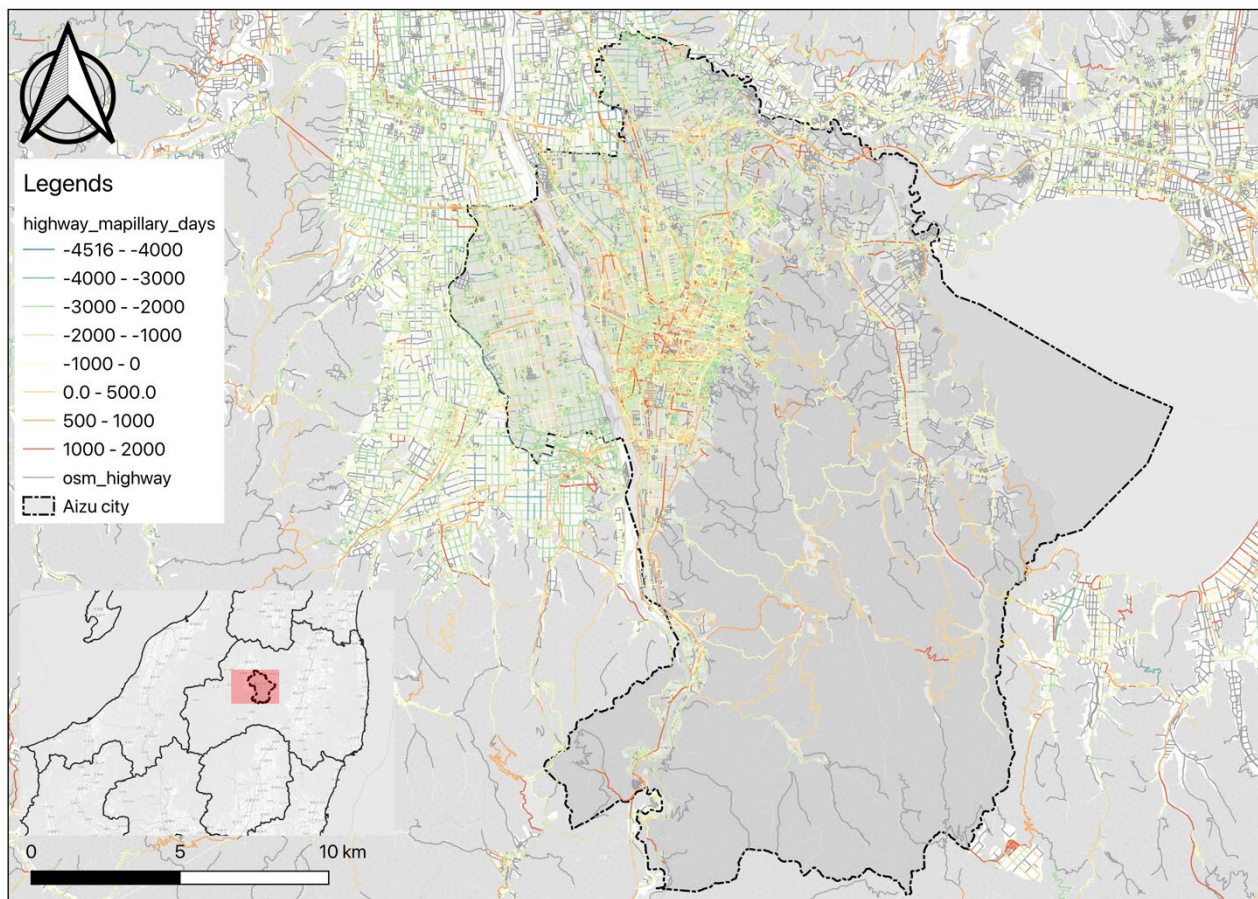 Legends
highway_mapillary_days
-4516 - -4000
-4000 - -3000
-3000 - -2000
-2000 - -1000
-1000 - 0
0.0 - 500.0
500 - 1000
1000 - 2000
osm_highway
Aizu city
0 5 10 km